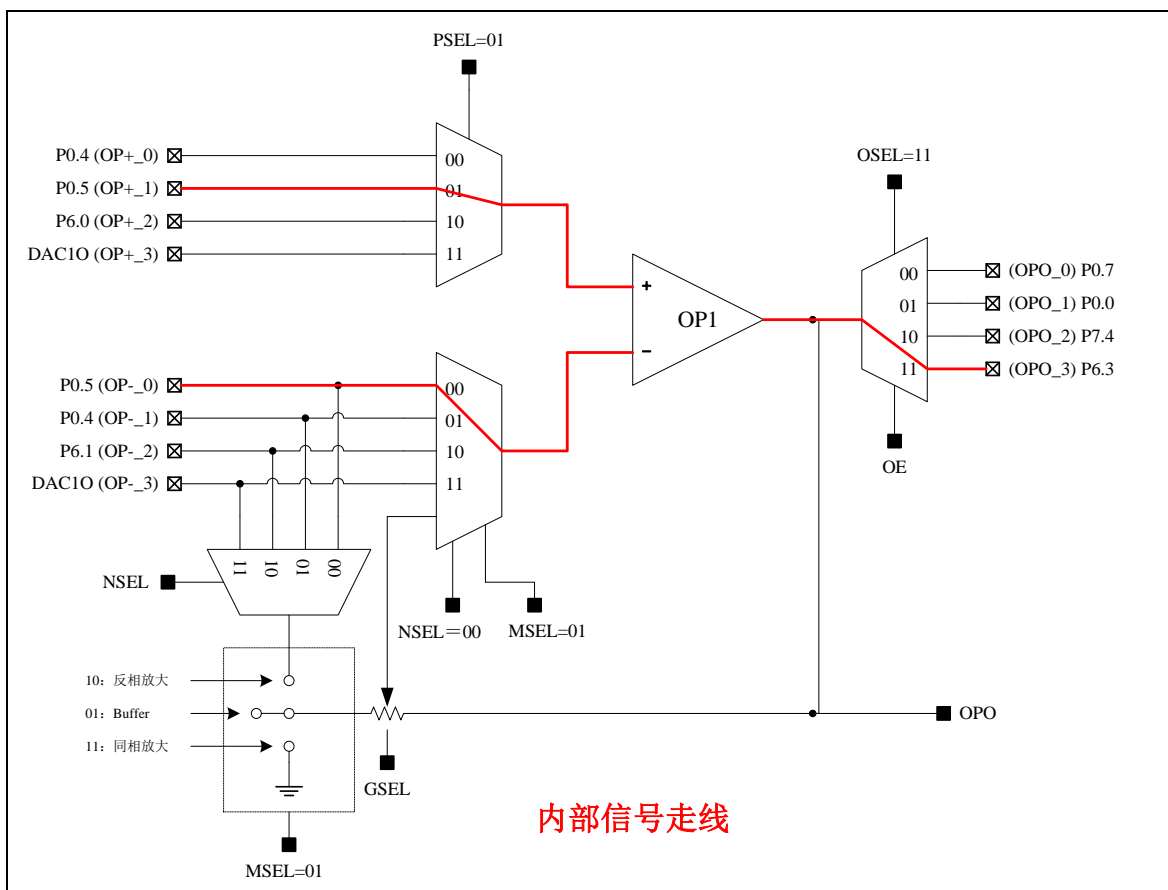 PSEL=01
P0.4 (OP+_0)
P0.5 (OP+_1)
P6.0 (OP+_2)
DAC1O (OP+_3)
00
01
10
11
OSEL=11
00
01
10
11
(OPO_0) P0.7
(OPO_1) P0.0
(OPO_2) P7.4
(OPO_3) P6.3
OE
+
-
OP1
P0.5 (OP-_0)
P0.4 (OP-_1)
P6.1 (OP-_2)
DAC1O (OP-_3)
00
01
10
11
11
10
01
00
NSEL
NSEL=00
MSEL=01
10：反相放大
01：Buffer
11：同相放大
GSEL
OPO
MSEL=01
内部信号走线